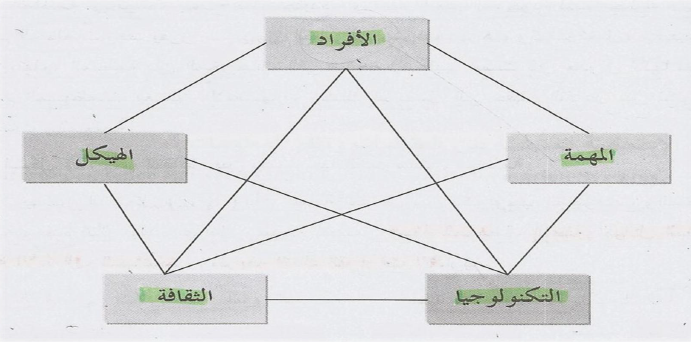 الأفراد
المهمة
الهيكل
التكنولوجيا
الثقافة